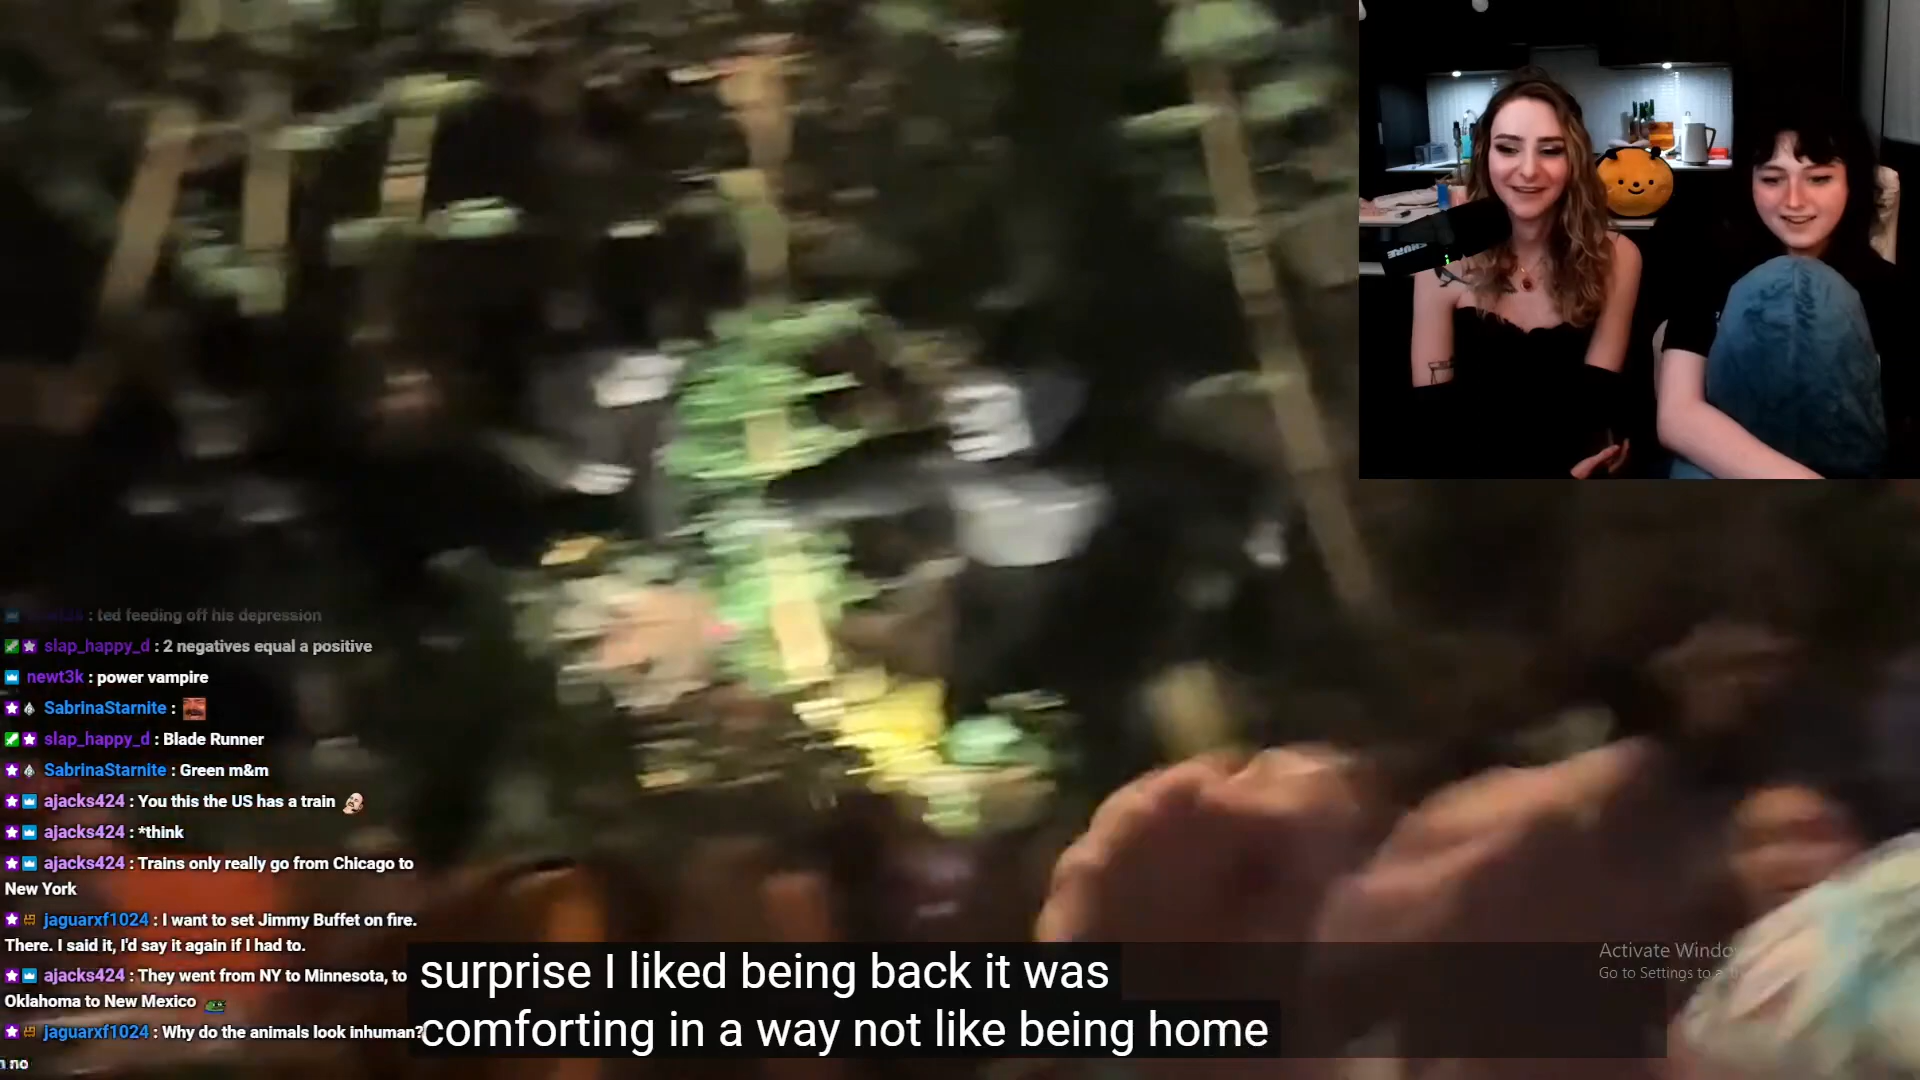 : ted feeding off his depression
slap_happy_d : 2 negatives equal a positive
newt3k : power vampire
SabrinaStarnite :
slap_happy_d : Blade Runner
SabrinaStarnite : Green m&m
ajacks424 : You this the US has a train
ajacks424 : *think
ajacks424 : Trains only really go from Chicago to
New York
jaguarxf1024 : I want to set Jimmy Buffet on fire.
There. I said it, I'd say it again if I had to.
ajacks424 : They went from NY to Minnesota, to
Oklahoma to New Mexico
jaguarxf1024 : Why do the animals look inhuman?
no
surprise I liked being back it was
comforting in a way not like being home
SHURE
Activate Windo
Go to Settings to a